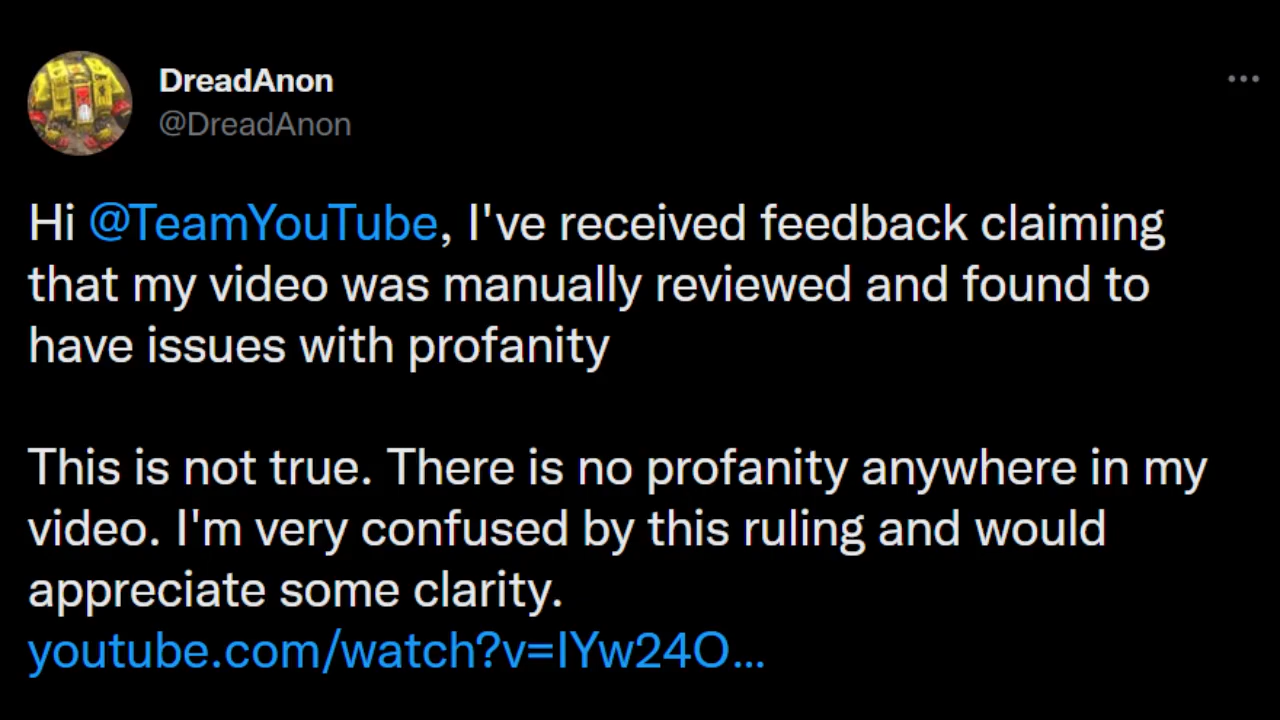 DreadAnon
@DreadAnon
Hi @TeamYouTube, I've received feedback claiming
that my video was manually reviewed and found to
have issues with profanity
This is not true. There is no profanity anywhere in my
video. I'm very confused by this ruling and would
appreciate some clarity.
youtube.com/watch?v=IYw24O...